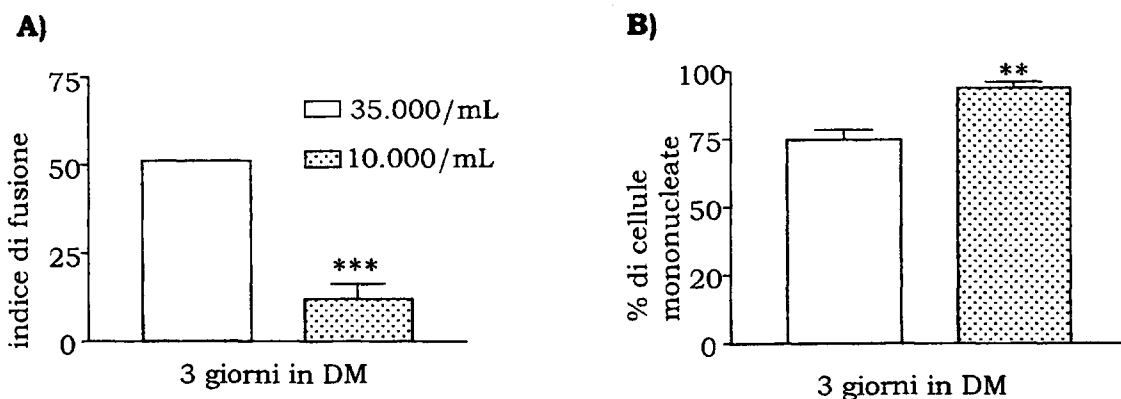 A)
75
50
25
0
indice di fusione
35.000/mL
10.000/mL
***
3 giorni in DM
B)
100
75
50
20
0
% di cellule
mononucleate
**
3 giorni in DM